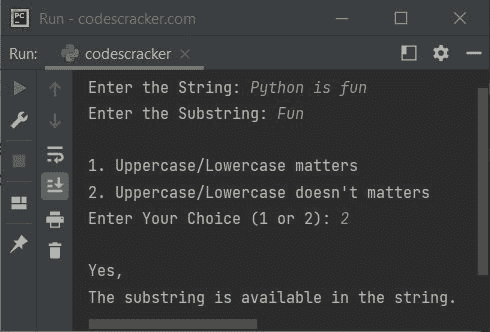 Run - codescracker.com
Run: codescracker
Enter the String: Python is fun
Enter the Substring: Fun
1. Uppercase/Lowercase matters
2. Uppercase/Lowercase doesn't matters
Enter Your Choice (1 or 2): 2
Yes,
The substring is available in the string.